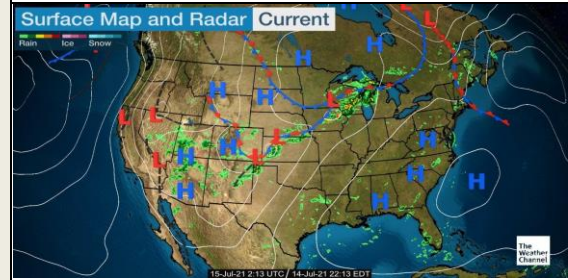 Surface Map and Radar Current
Rain Ice Snow
L
L
H
H
H
H
H
L
L
L
L
L
H
H
L
H
H
H
H
H
The
Weather
Channel
15-Jul-21 2:13 UTC / 14-Jul-21 22:13 EDT